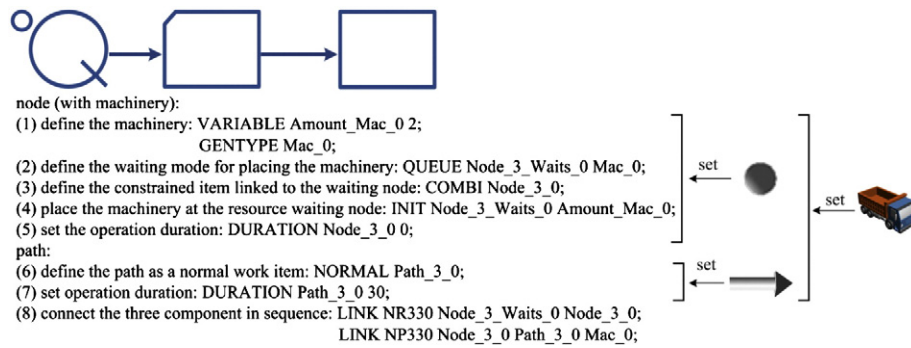 node (with machinery):
(1) define the machinery: VARIABLE Amount_Mac_0 2;
GENTYPE Mac_0;
(2) define the waiting mode for placing the machinery: QUEUE Node_3_Waits_0 Mac_0;
(3) define the constrained item linked to the waiting node: COMBI Node_3_0;
(4) place the machinery at the resource waiting node: INIT Node_3_Waits_0 Amount_Mac_0;
(5) set the operation duration: DURATION Node_3_0 0;
path:
(6) define the path as a normal work item: NORMAL Path_3_0;
(7) set operation duration: DURATION Path_3_0 30;
(8) connect the three component in sequence: LINK NR330 Node_3_Waits_0 Node_3_0;
LINK NP330 Node_3_0 Path_3_0 Mac_0;
set
set
set